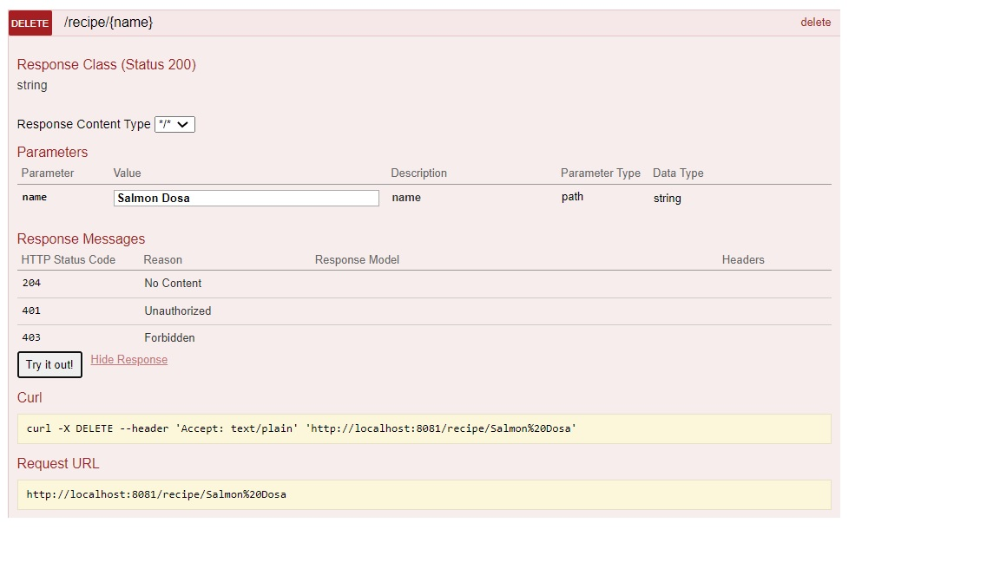 DELETE /recipe/{name} delete
Response Class (Status 200)
string
Response Content Type */*
Parameters
Parameter Value Description Parameter Type Data Type
name Salmon Dosa name path string
Response Messages
HTTP Status Code Reason Response Model Headers
204 No Content
401 Unauthorized
403 Forbidden
Try it out! Hide Response
Curl
curl -X DELETE --header 'Accept: text/plain' 'http://localhost:8081/recipe/Salmon%20Dosa'
Request URL
http://localhost:8081/recipe/Salmon%20Dosa